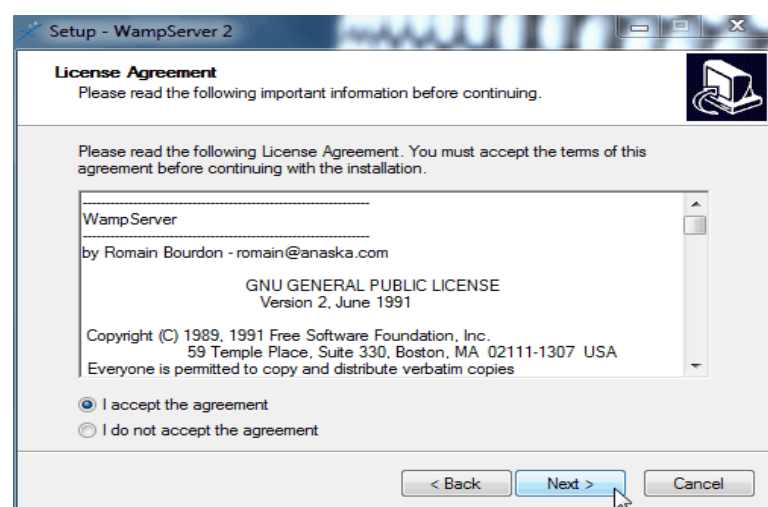 Setup - WampServer 2
License Agreement
Please read the following important information before continuing.
Please read the following License Agreement. You must accept the terms of this
agreement before continuing with the installation.
----------------------------------------------------------------
WampServer
----------------------------------------------------------------
by Romain Bourdon - romain@anaska.com
GNU GENERAL PUBLIC LICENSE
Version 2, June 1991
Copyright (C) 1989, 1991 Free Software Foundation, Inc.
59 Temple Place, Suite 330, Boston, MA 02111-1307 USA
Everyone is permitted to copy and distribute verbatim copies
I accept the agreement
I do not accept the agreement
< Back Next > Cancel